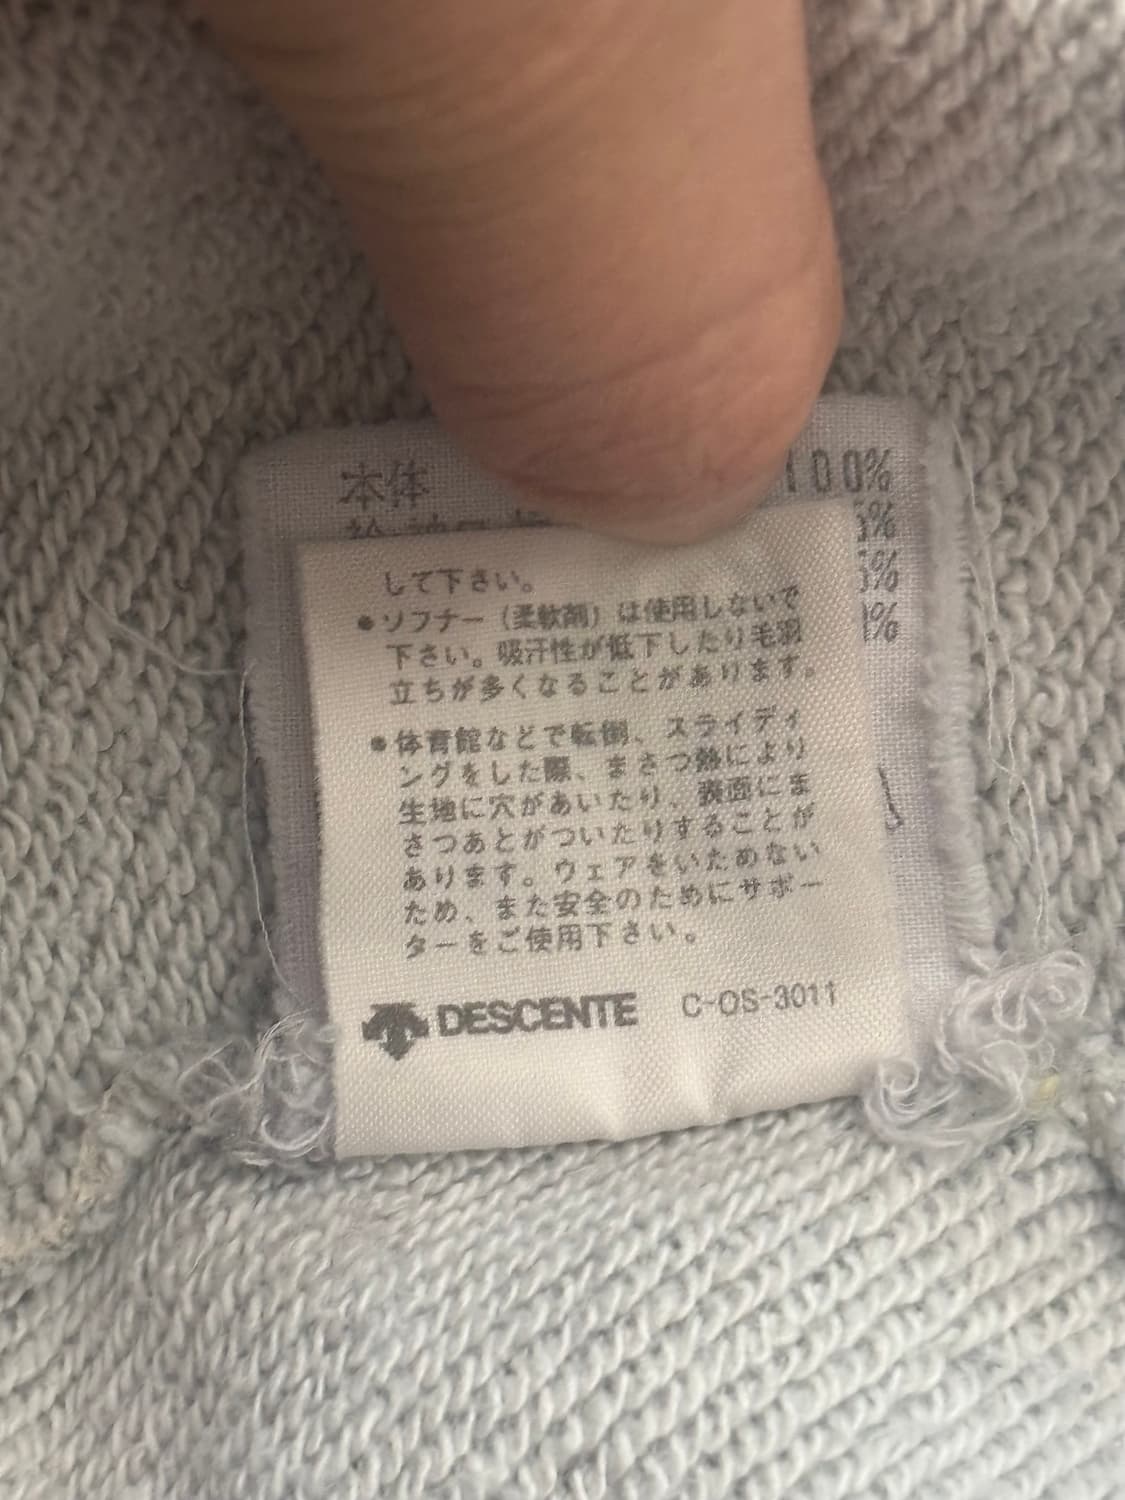 本体 100%
5%
5%
して下さい。
●ソフナー（柔軟剤）は使用しないで
下さい。吸汗性が低下したり毛羽
立ちが多くなることがあります。
●体育館などで転倒、スライディ
ングをした際、まさつ熱により
生地に穴があいたり、表面にま
さつあとがついたりすることが
あります。ウェアをいためない
ため、また安全のためにサポー
ターをご使用下さい。
DESCENTE C-OS-3011